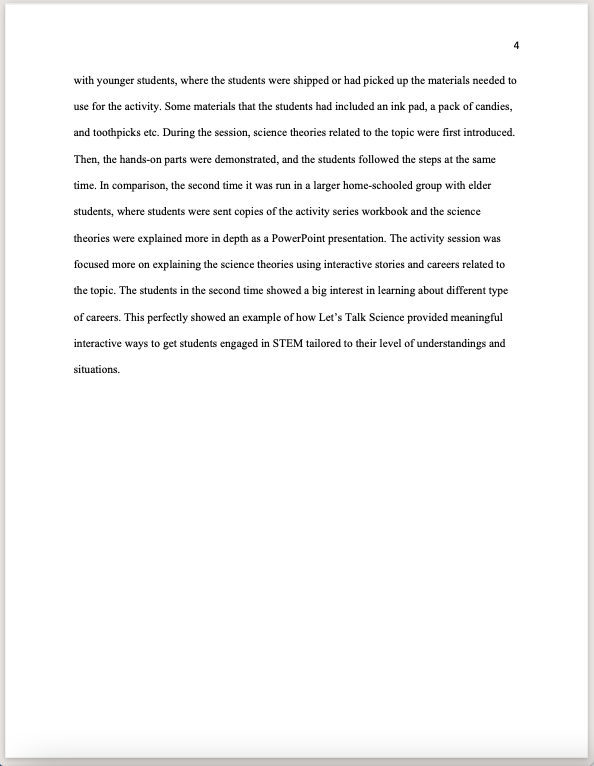 4
with younger students, where the students were shipped or had picked up the materials needed to
use for the activity. Some materials that the students had included an ink pad, a pack of candies,
and toothpicks etc. During the session, science theories related to the topic were first introduced.
Then, the hands-on parts were demonstrated, and the students followed the steps at the same
time. In comparison, the second time it was run in a larger home-schooled group with elder
students, where students were sent copies of the activity series workbook and the science
theories were explained more in depth as a PowerPoint presentation. The activity session was
focused more on explaining the science theories using interactive stories and careers related to
the topic. The students in the second time showed a big interest in learning about different type
of careers. This perfectly showed an example of how Let’s Talk Science provided meaningful
interactive ways to get students engaged in STEM tailored to their level of understandings and
situations.